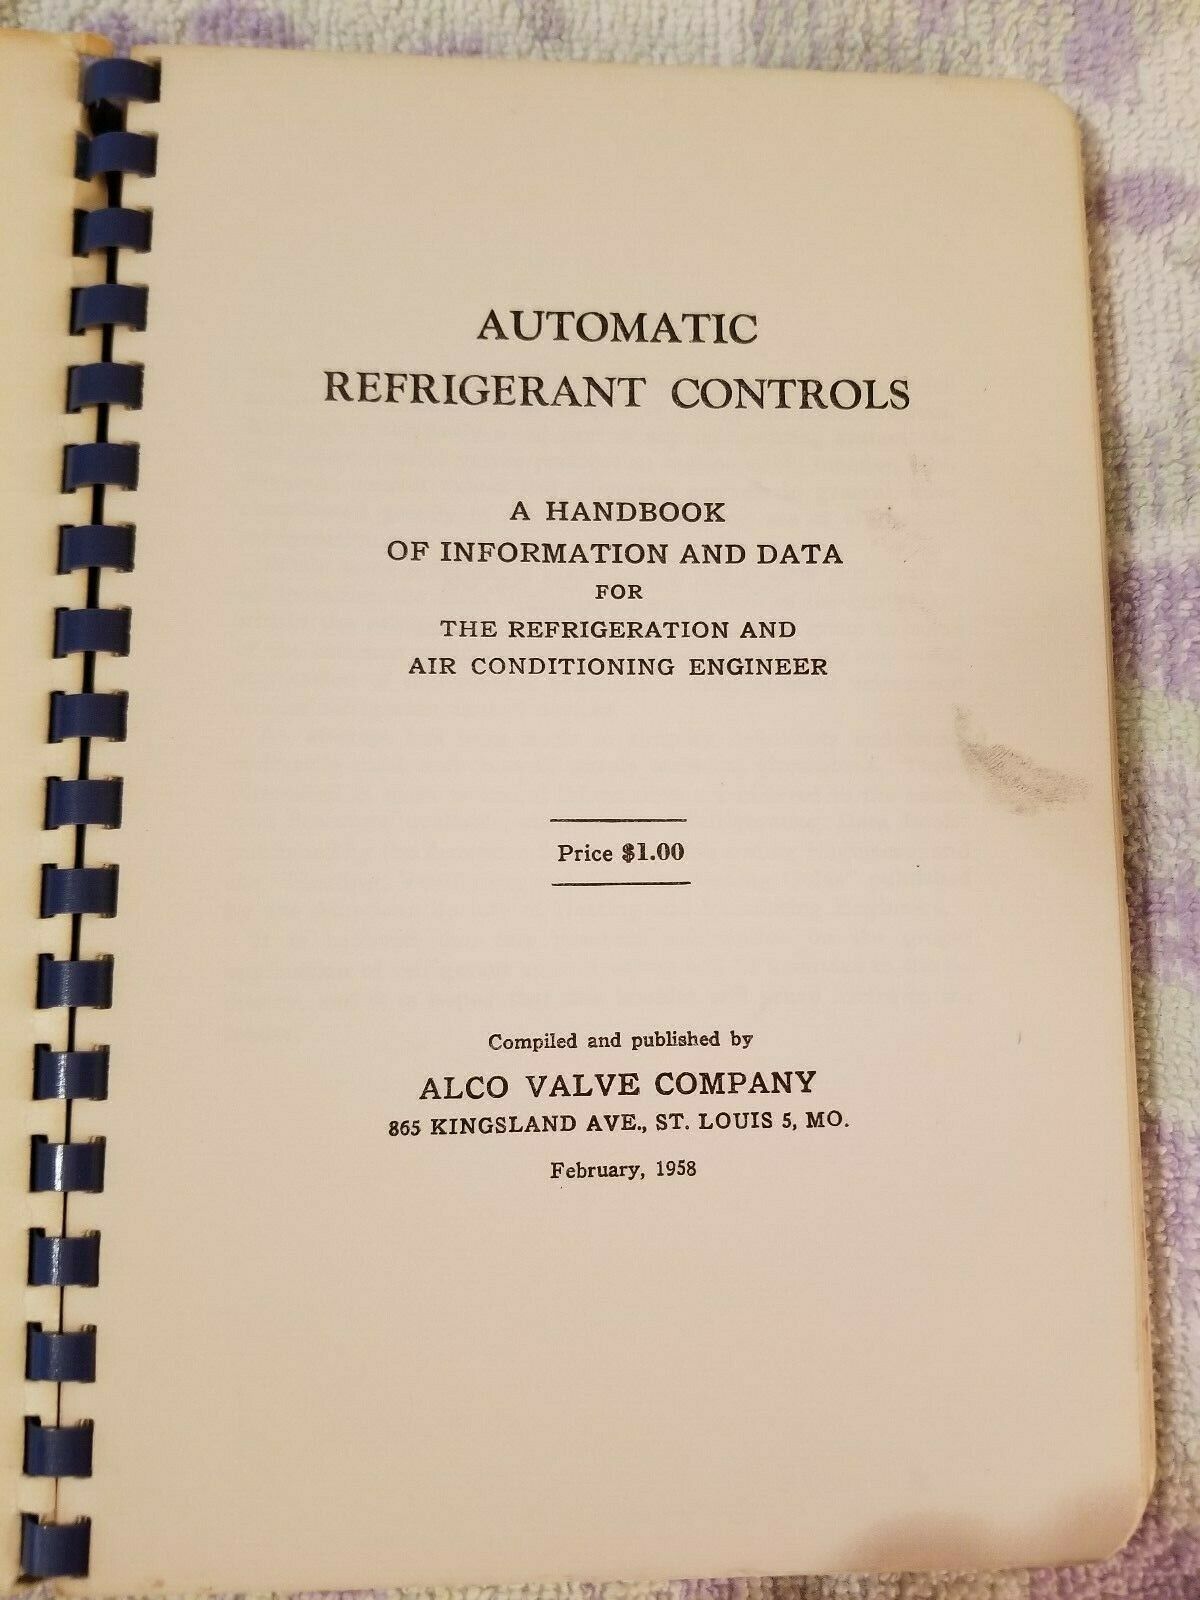 AUTOMATIC
REFRIGERANT CONTROLS
A HANDBOOK
OF INFORMATION AND DATA
FOR
THE REFRIGERATION AND
AIR CONDITIONING ENGINEER
Price $1.00
Compiled and published by
ALCO VALVE COMPANY
865 KINGSLAND AVE., ST. LOUIS 5, MO.
February, 1958